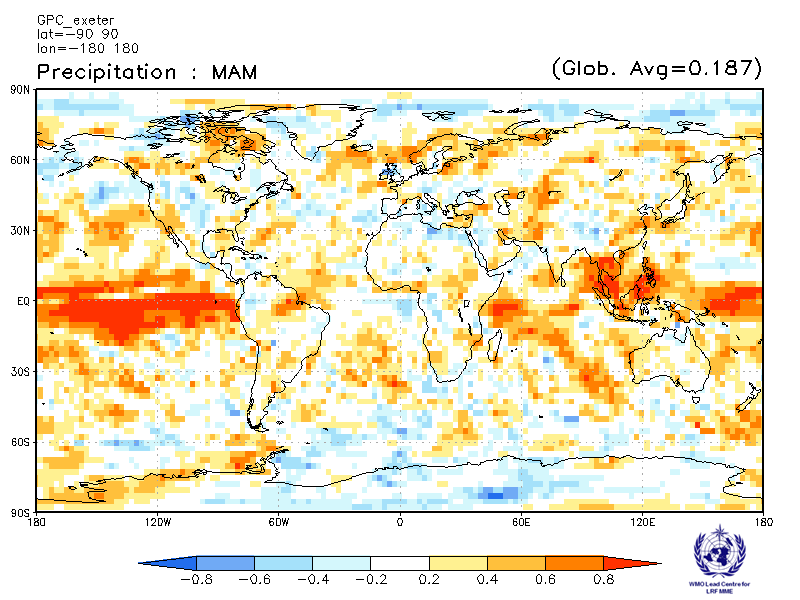 GPC_exeter
lat=−90 90
lon=−180 180
Precipitation : MAM
(Glob. Avg=0.187)
90N
60N
30N
EQ
30S
60S
90S
180 120W 60W 0 60E 120E 180
−0.8 −0.6 −0.4 −0.2 0.2 0.4 0.6 0.8
WMO Lead Centre for
LRF MME